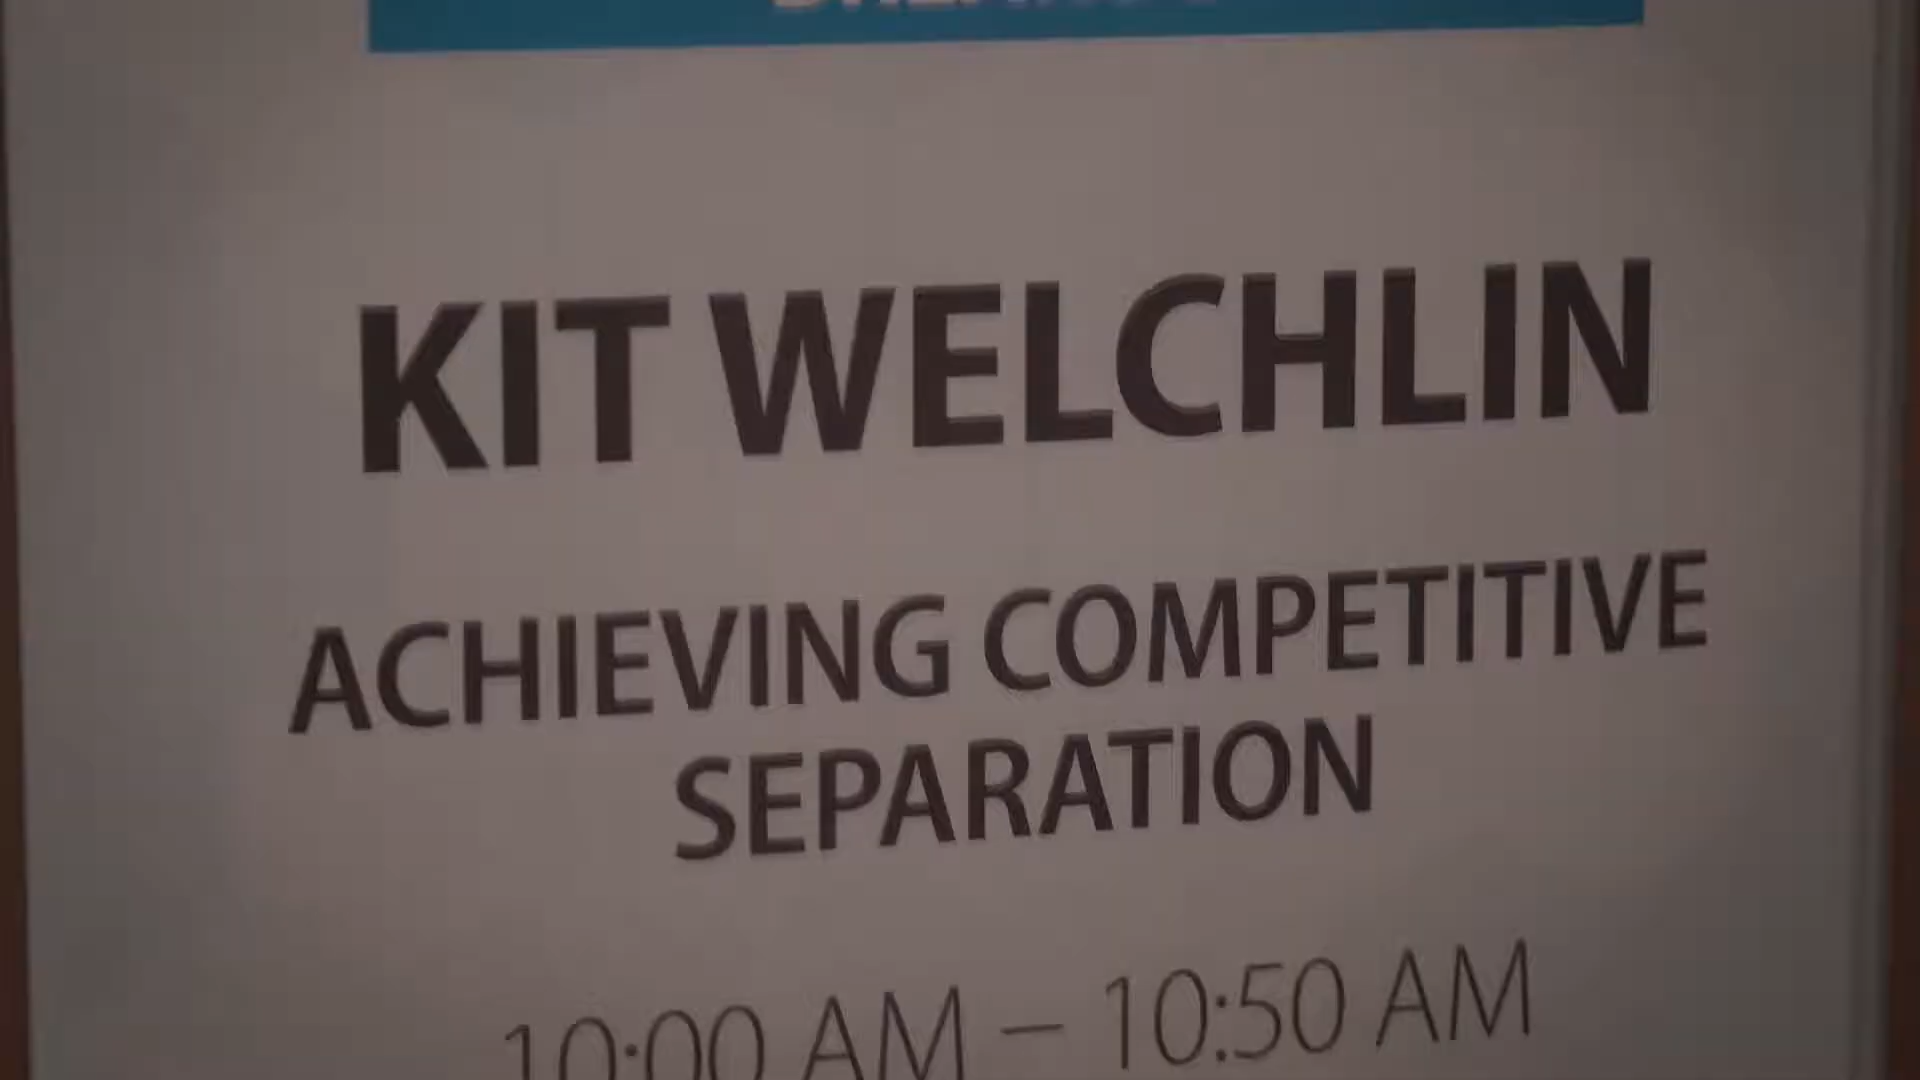 KIT WELCHLIN
ACHIEVING COMPETITIVE
SEPARATION
10:00 AM – 10:50 AM